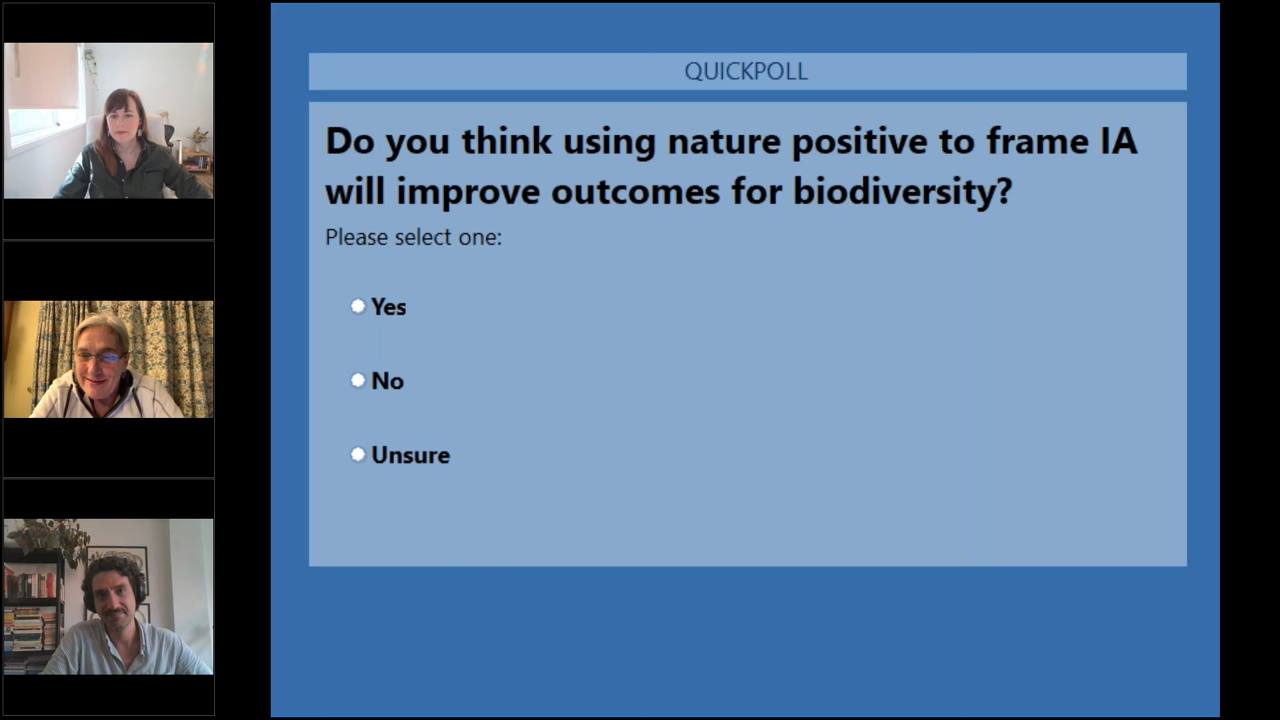 QUICKPOLL
Do you think using nature positive to frame IA
will improve outcomes for biodiversity?
Please select one:
Yes
No
Unsure